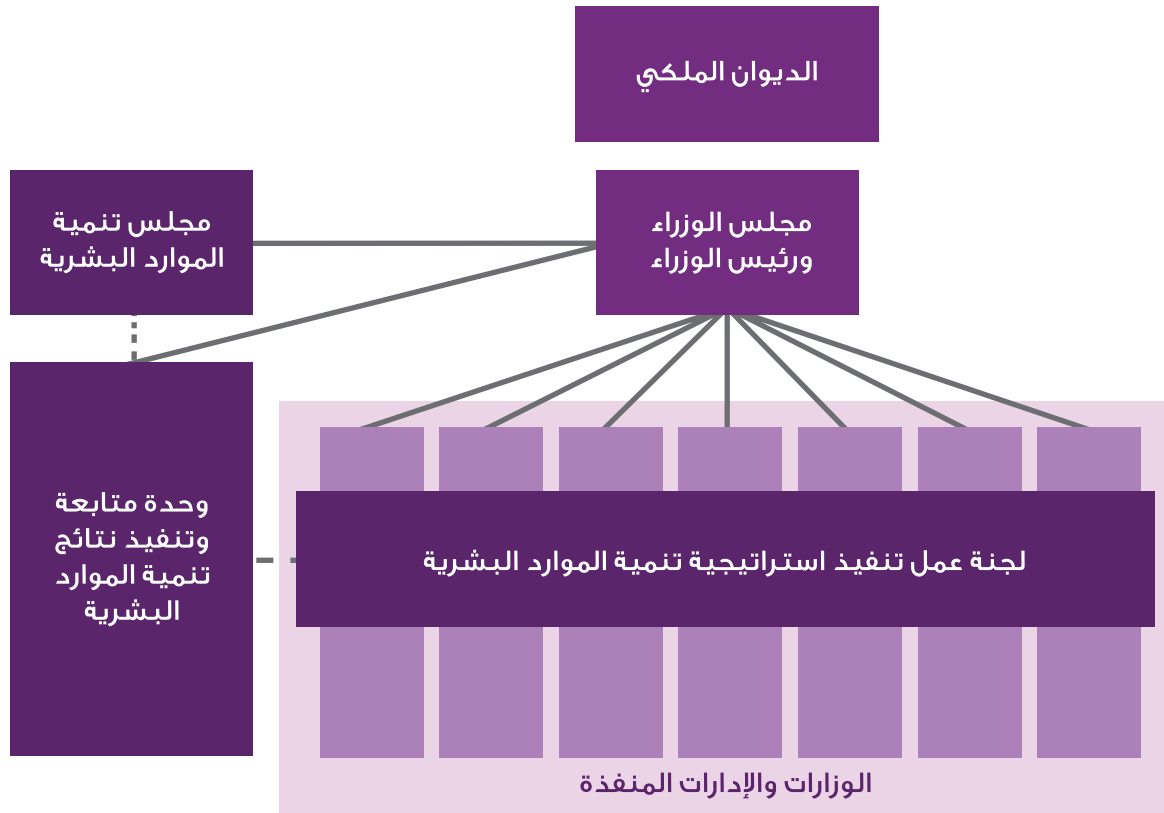 الديوان الملكي
مجلس الوزراء
ورئيس الوزراء
مجلس تنمية
الموارد البشرية
وحدة متابعة
وتنفيذ نتائج
تنمية الموارد
البشرية
لجنة عمل تنفيذ استراتيجية تنمية الموارد البشرية
الوزارات والإدارات المنفذة